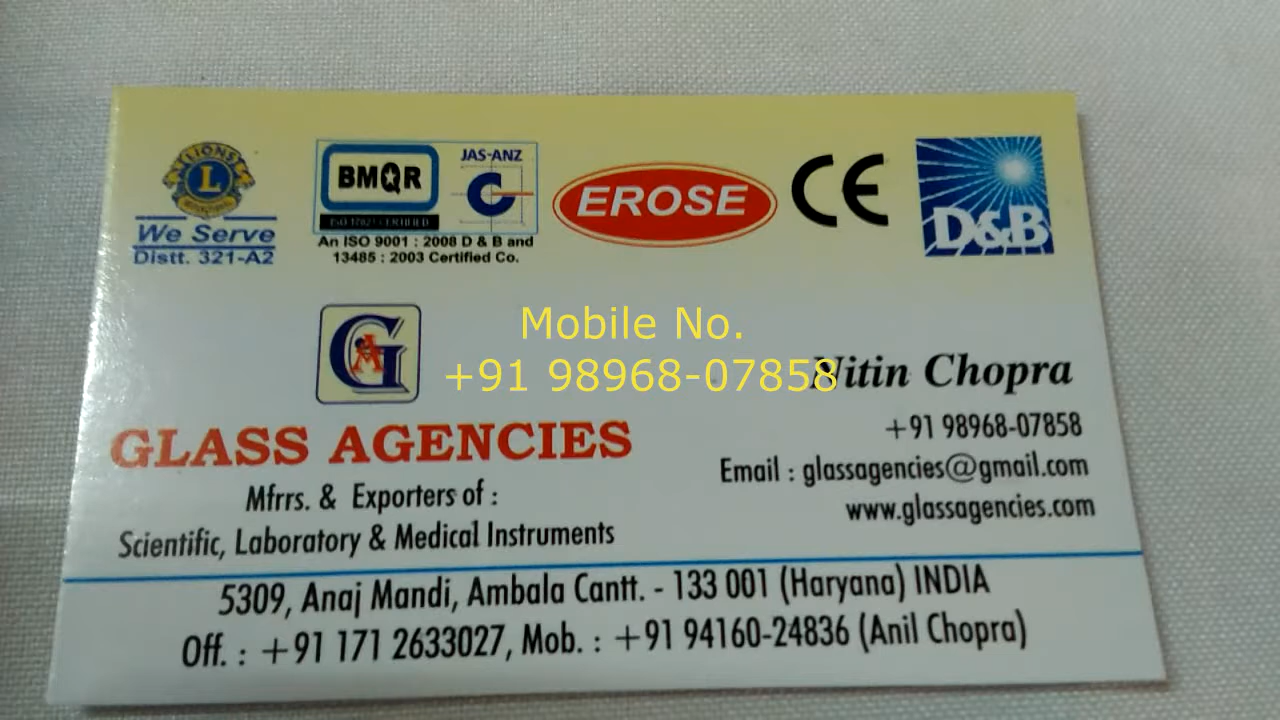 LIONS
L
We Serve
Distt. 321-A2
BMQR
JAS-ANZ
An ISO 9001 : 2008 D & B and
13485 : 2003 Certified Co.
EROSE
CE
D&B
GA
Mobile No.
+91 98968-07858
Nitin Chopra
+91 98968-07858
Email : glassagencies@gmail.com
www.glassagencies.com
GLASS AGENCIES
Mfrrs. & Exporters of :
Scientific, Laboratory & Medical Instruments
5309, Anaj Mandi, Ambala Cantt. - 133 001 (Haryana) INDIA
Off. : +91 171 2633027, Mob. : +91 94160-24836 (Anil Chopra)